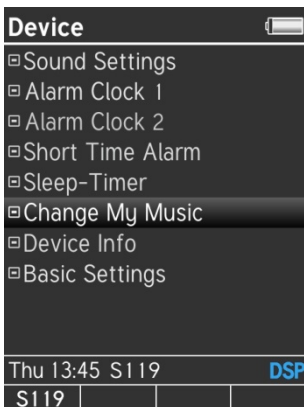 Device
Sound Settings
Alarm Clock 1
Alarm Clock 2
Short Time Alarm
Sleep-Timer
Change My Music
Device Info
Basic Settings
Thu 13:45 S119 DSP
S119